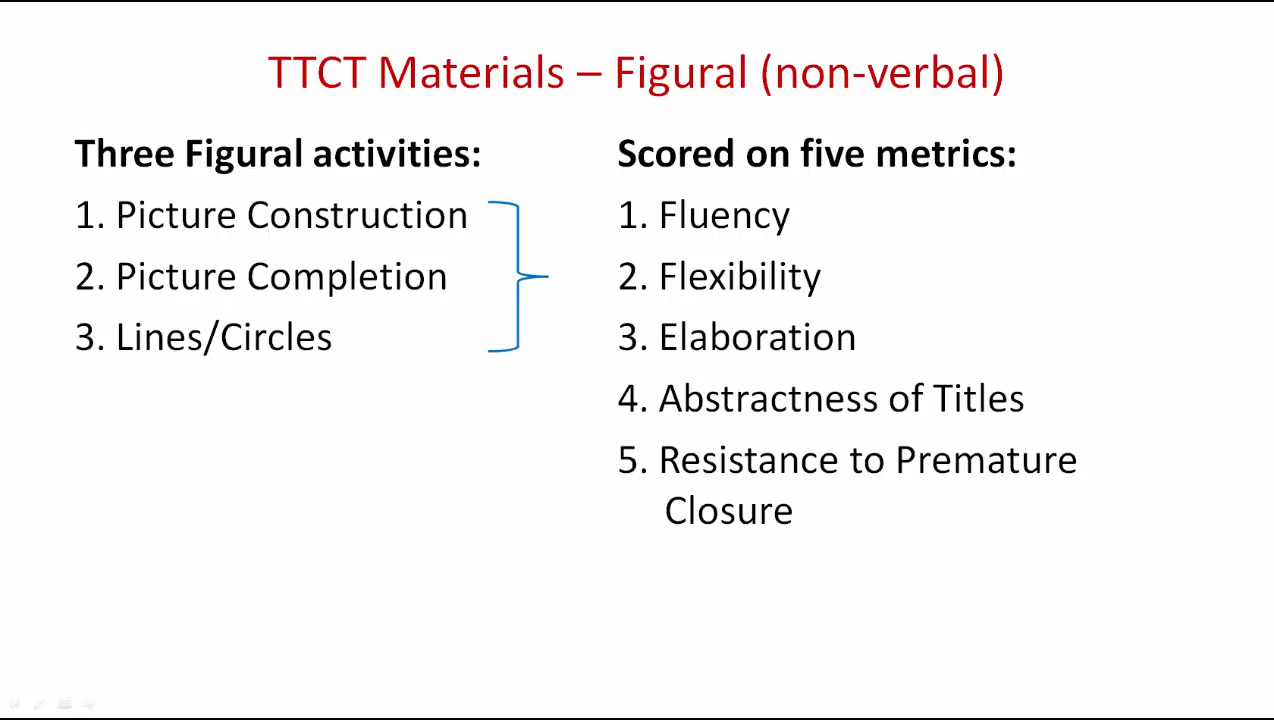 TTCT Materials – Figural (non-verbal)
Three Figural activities:
1. Picture Construction
2. Picture Completion
3. Lines/Circles
Scored on five metrics:
1. Fluency
2. Flexibility
3. Elaboration
4. Abstractness of Titles
5. Resistance to Premature
Closure